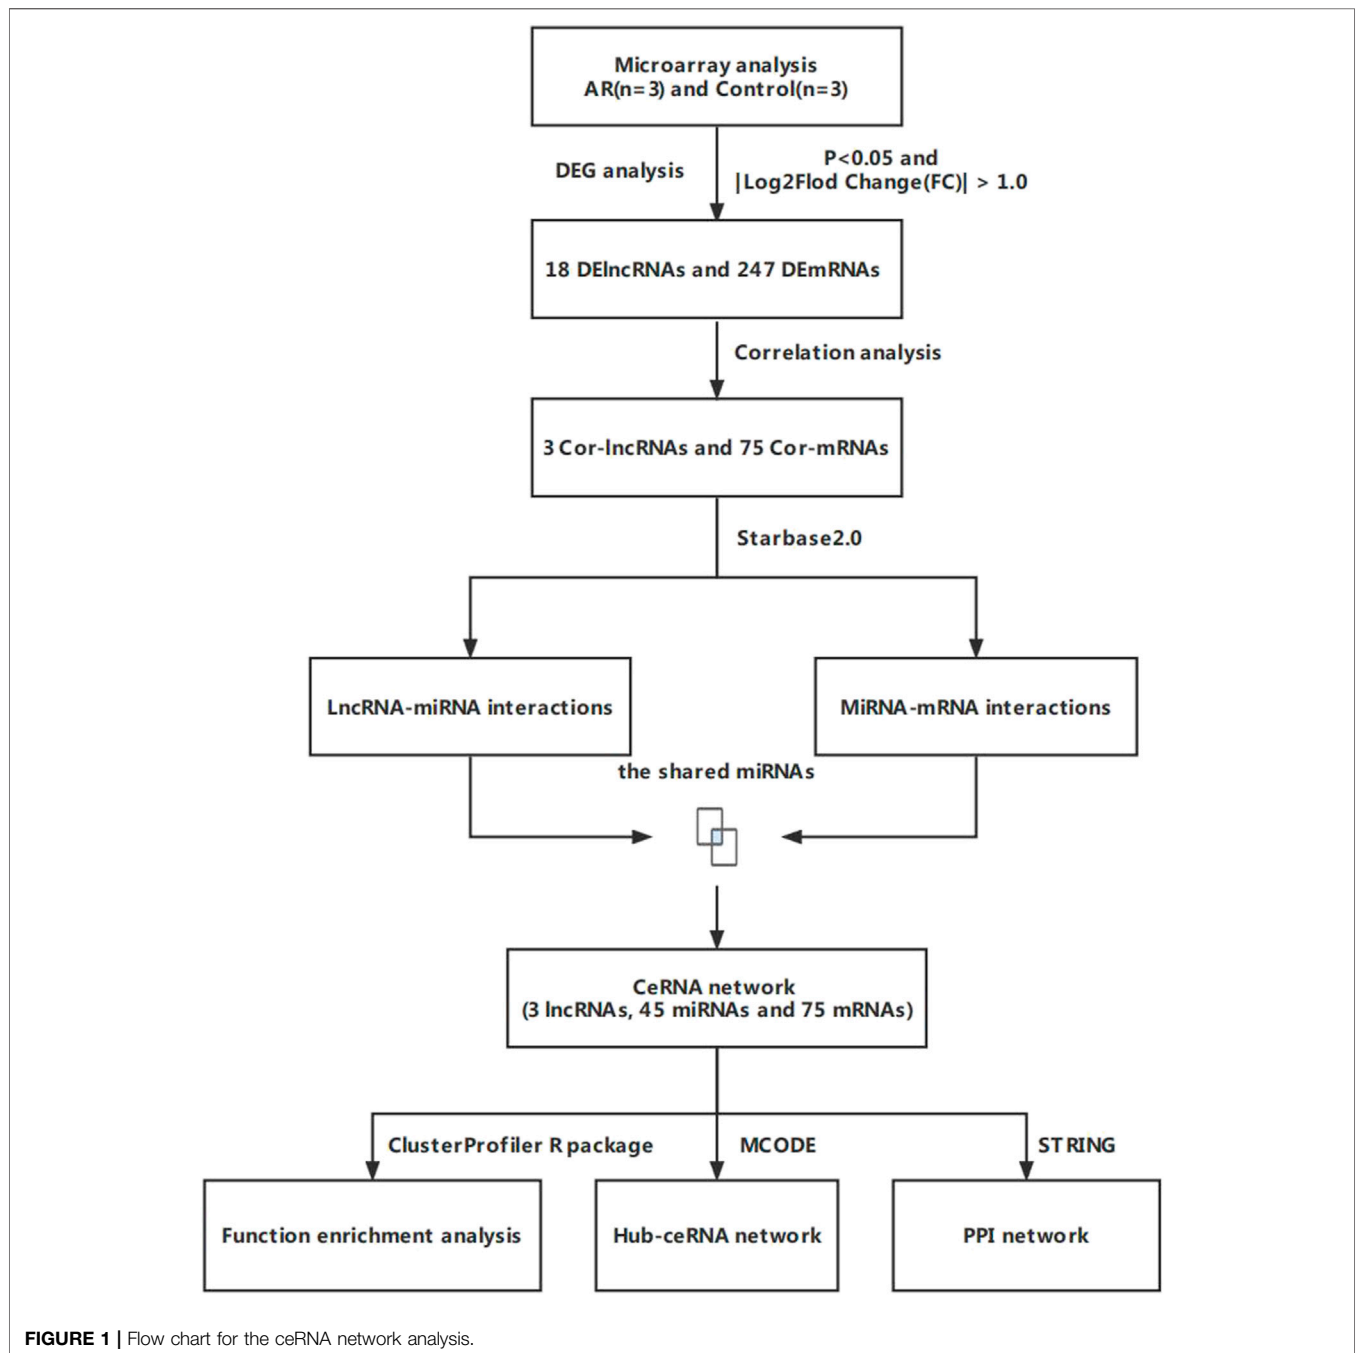 Microarray analysis
AR(n=3) and Control(n=3)
DEG analysis
P<0.05 and
|Log2Flod Change(FC)| > 1.0
18 DElncRNAs and 247 DEmRNAs
Correlation analysis
3 Cor-lncRNAs and 75 Cor-mRNAs
Starbase2.0
LncRNA-miRNA interactions
MiRNA-mRNA interactions
the shared miRNAs
CeRNA network
(3 lncRNAs, 45 miRNAs and 75 mRNAs)
ClusterProfiler R package
MCODE
STRING
Function enrichment analysis
Hub-ceRNA network
PPI network
FIGURE 1 | Flow chart for the ceRNA network analysis.